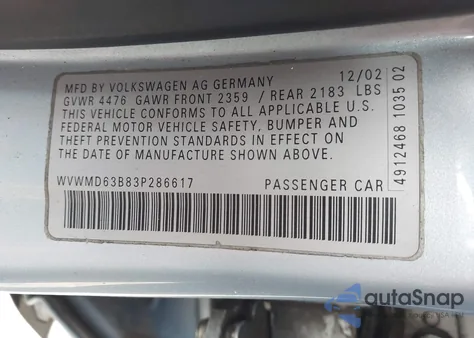 MFD BY VOLKSWAGEN AG GERMANY 12/02
GVWR 4476 GAWR FRONT 2359 / REAR 2183 LBS
THIS VEHICLE CONFORMS TO ALL APPLICABLE U.S.
FEDERAL MOTOR VEHICLE SAFETY, BUMPER AND
THEFT PREVENTION STANDARDS IN EFFECT ON
THE DATE OF MANUFACTURE SHOWN ABOVE.
WVWMD63B83P286617 PASSENGER CAR
4912468 1035 02
autoSnap